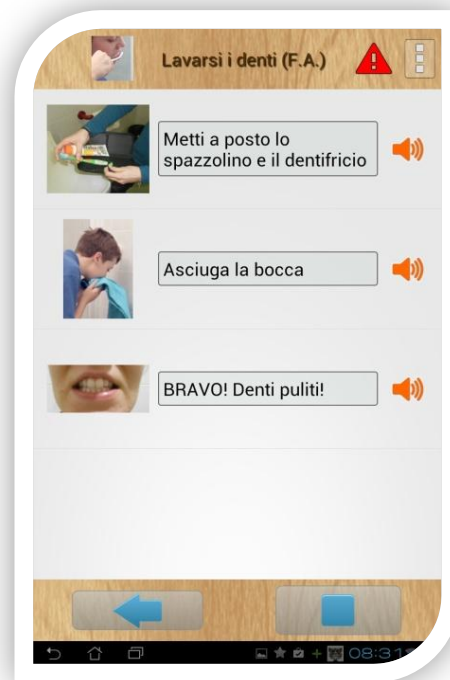 Lavarsi i denti (F.A.)
Metti a posto lo
spazzolino e il dentifricio
Asciuga la bocca
BRAVO! Denti puliti!
08:31